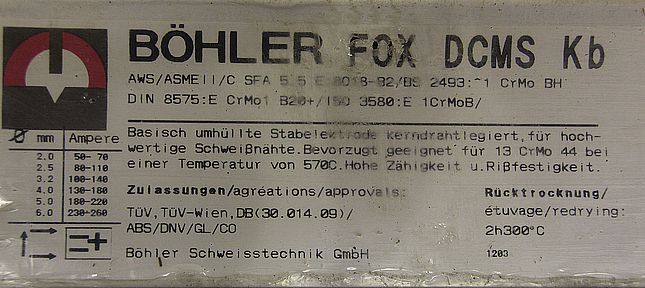 BÖHLER FOX DCMS Kb
AWS/ASME II/C SFA 5.5 E 8018-B2/BS 2493: 1 CrMo BH
DIN 8575:E CrMo1 B20+/ISO 3580:E 1CrMoB/
Ø mm Ampere
2.0 50- 70
2.5 80-110
3.2 100-140
4.0 130-180
5.0 180-220
6.0 230-260
Basisch umhüllte Stabelektrode kerndrahtlegiert,für hoch-
wertige Schweißnähte.Bevorzugt geeignet für 13 CrMo 44 bei
einer Temperatur von 570C.Hohe Zähigkeit u.Rißfestigkeit.
Zulassungen/agréations/approvals:
TÜV,TÜV-Wien,DB(30.014.09)/
ABS/DNV/GL/CO
Böhler Schweisstechnik GmbH
Rücktrocknung/
étuvage/redrying:
2h300°C
1203
=+